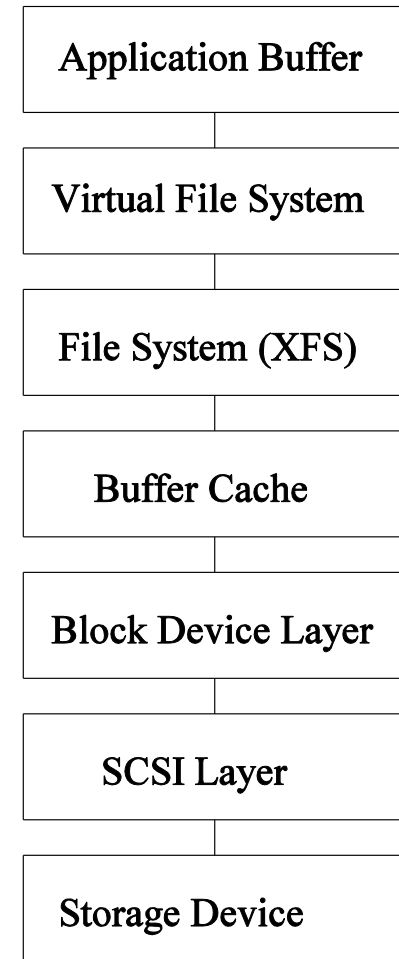 Application Buffer
Virtual File System
File System (XFS)
Buffer Cache
Block Device Layer
SCSI Layer
Storage Device